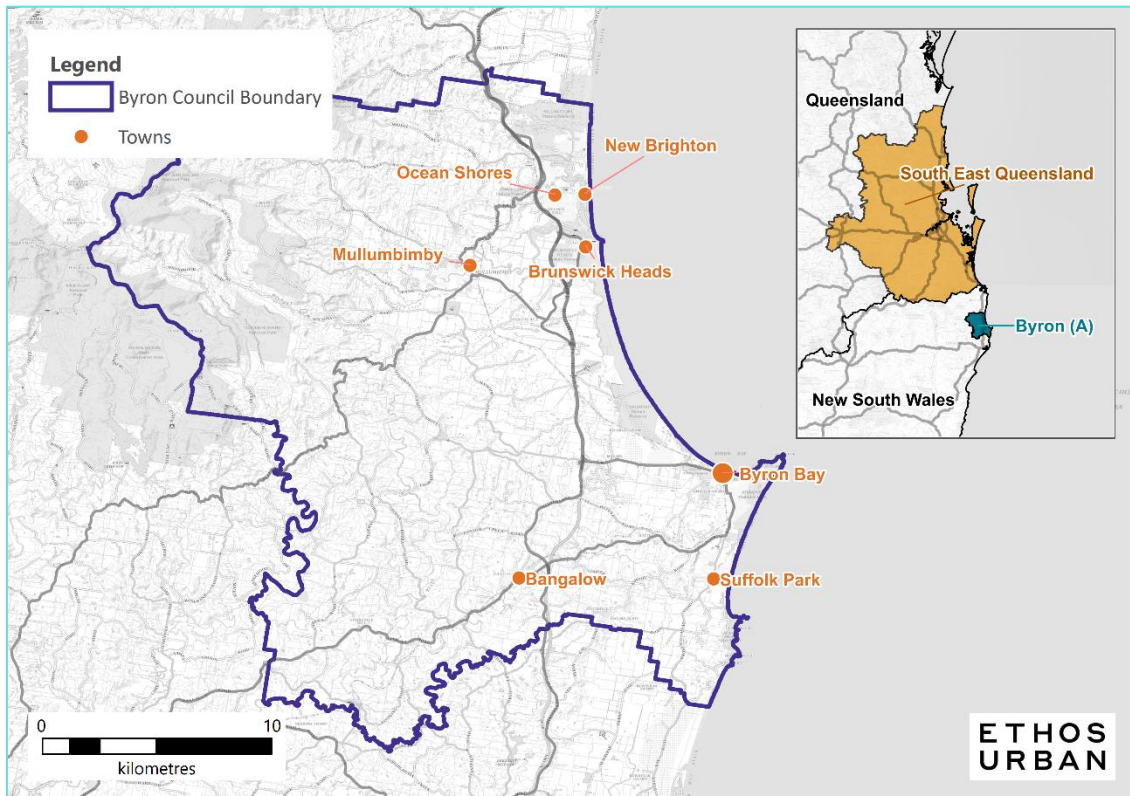 Legend
Byron Council Boundary
Towns
New Brighton
Ocean Shores
Mullumbimby
Brunswick Heads
Byron Bay
Bangalow
Suffolk Park
0
10
kilometres
Queensland
South East Queensland
Byron (A)
New South Wales
ETHOS
URBAN